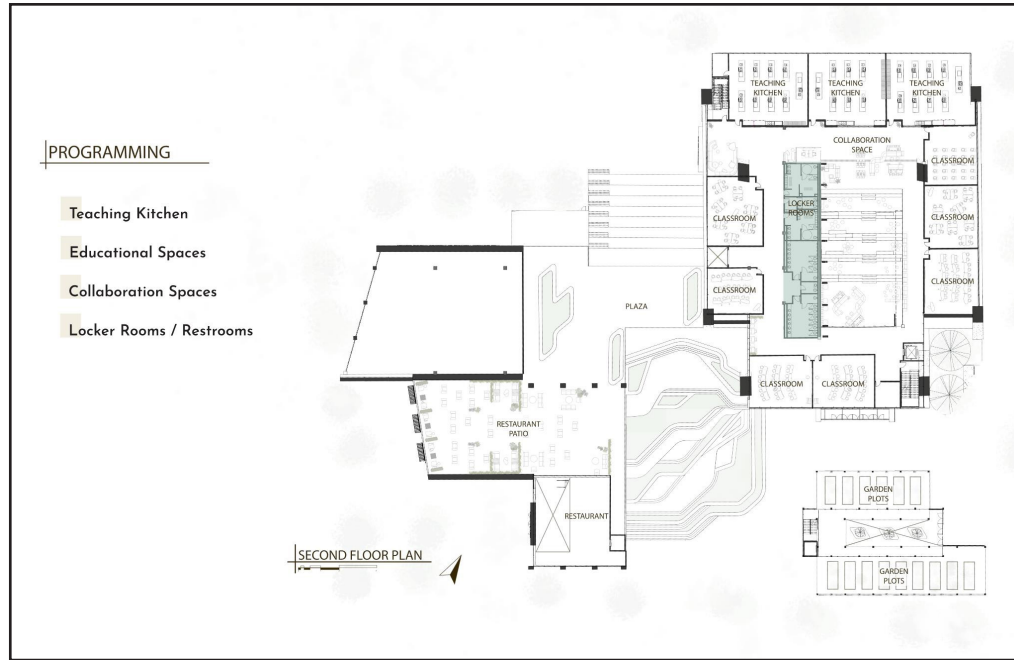 PROGRAMMING
Teaching Kitchen
Educational Spaces
Collaboration Spaces
Locker Rooms / Restrooms
TEACHING
KITCHEN
TEACHING
KITCHEN
TEACHING
KITCHEN
COLLABORATION
SPACE
CLASSROOM
LOCKER
ROOMS
CLASSROOM
CLASSROOM
CLASSROOM
CLASSROOM
PLAZA
CLASSROOM
CLASSROOM
RESTAURANT
PATIO
RESTAURANT
GARDEN
PLOTS
GARDEN
PLOTS
SECOND FLOOR PLAN